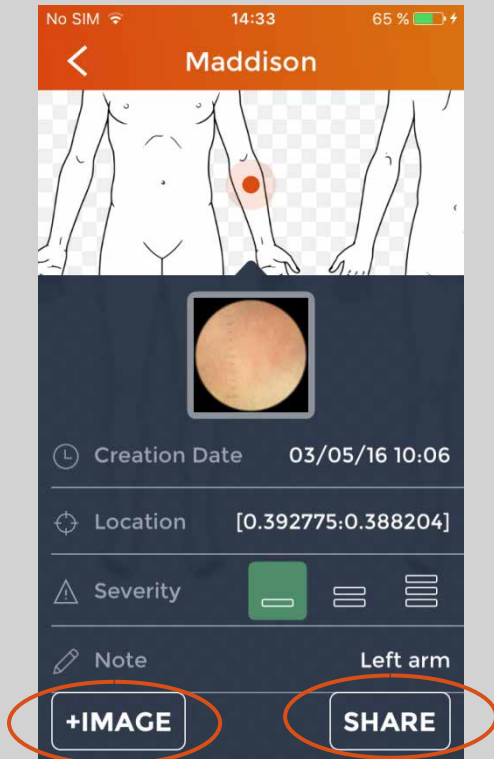 No SIM 14:33 65 %
Maddison
Creation Date 03/05/16 10:06
Location [0.392775:0.388204]
Severity
Note Left arm
+IMAGE SHARE